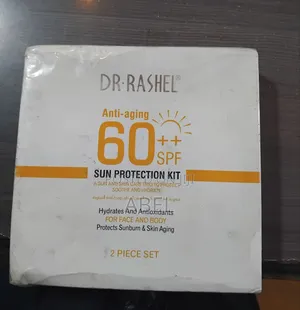 DR·RASHEL®
Anti-aging
60++
SPF
SUN PROTECTION KIT
Hydrates And Antioxidants
FOR FACE AND BODY
Protects Sunburn & Skin Aging
2 PIECE SET